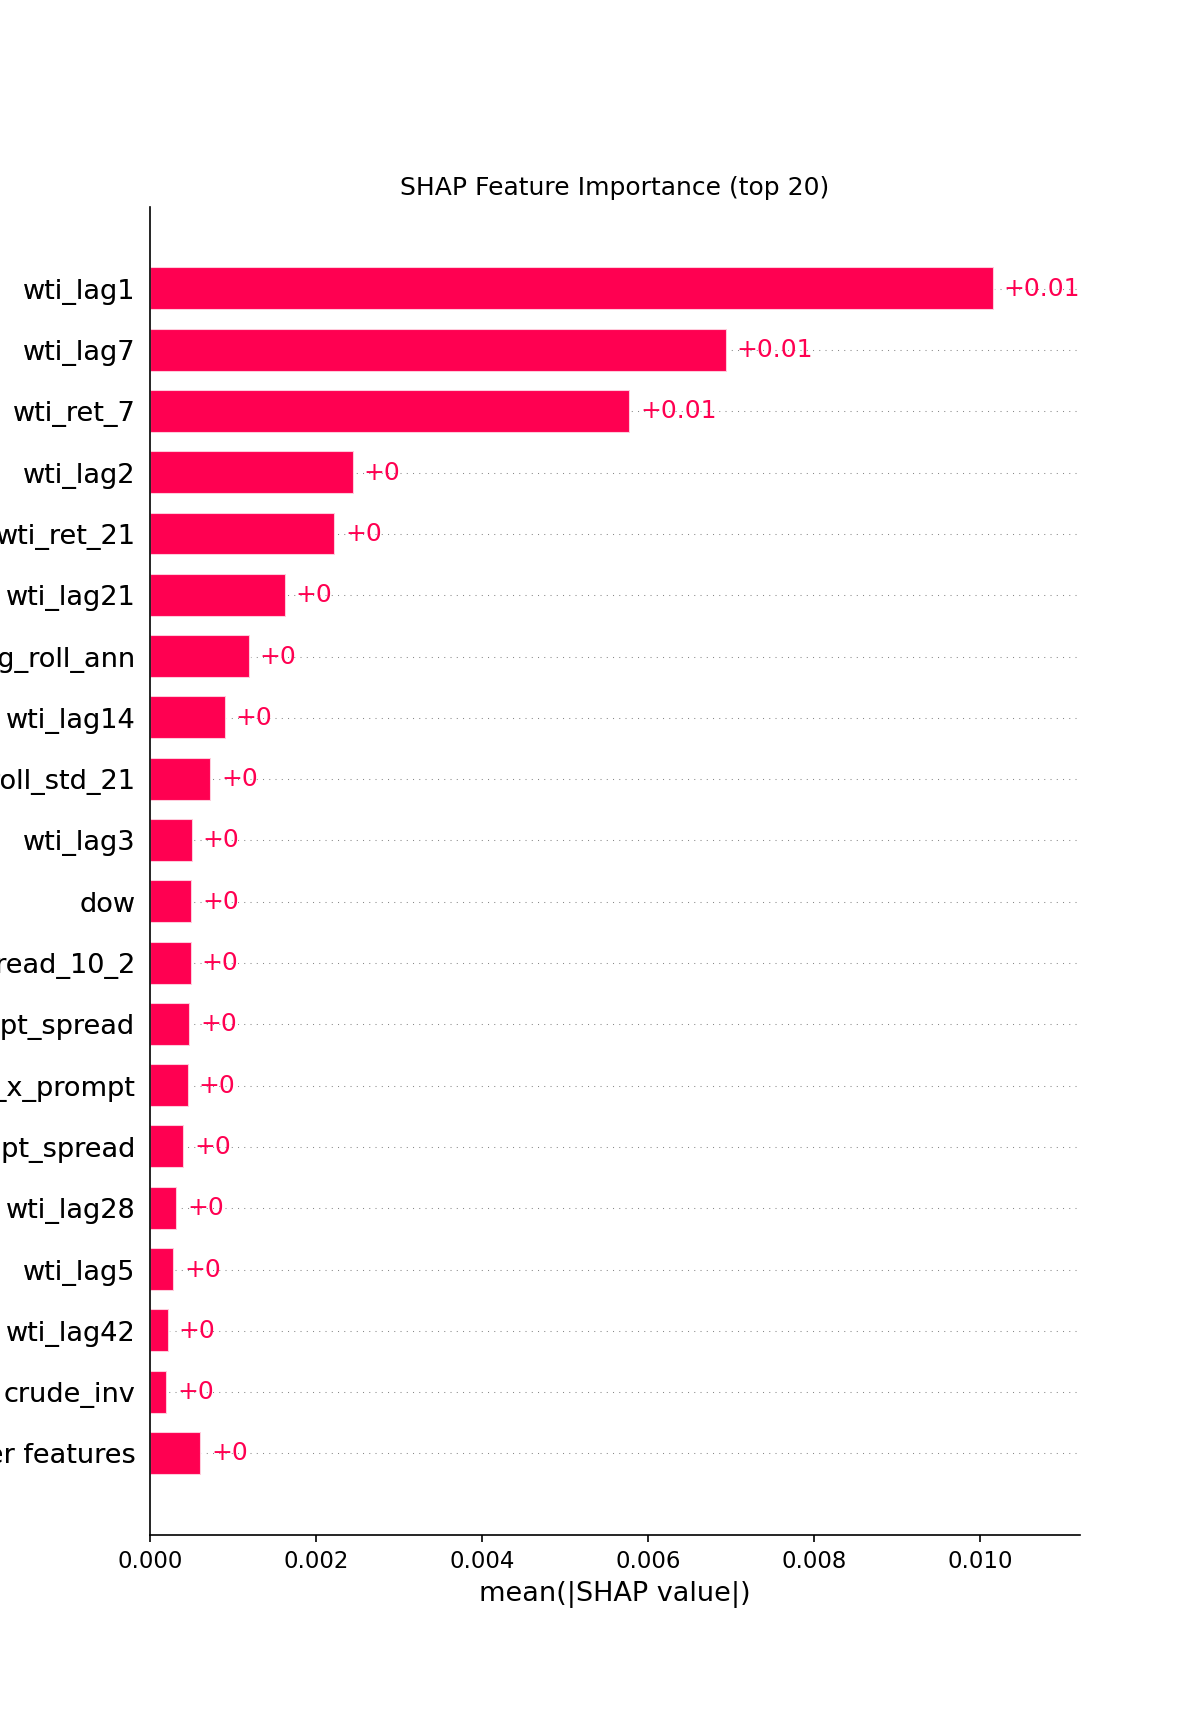 SHAP Feature Importance (top 20)
wti_lag1 +0.01
wti_lag7 +0.01
wti_ret_7 +0.01
wti_lag2 +0
wti_ret_21 +0
wti_lag21 +0
g_roll_ann +0
wti_lag14 +0
oll_std_21 +0
wti_lag3 +0
dow +0
read_10_2 +0
pt_spread +0
_x_prompt +0
pt_spread +0
wti_lag28 +0
wti_lag5 +0
wti_lag42 +0
crude_inv +0
er features +0
0.000 0.002 0.004 0.006 0.008 0.010
mean(|SHAP value|)